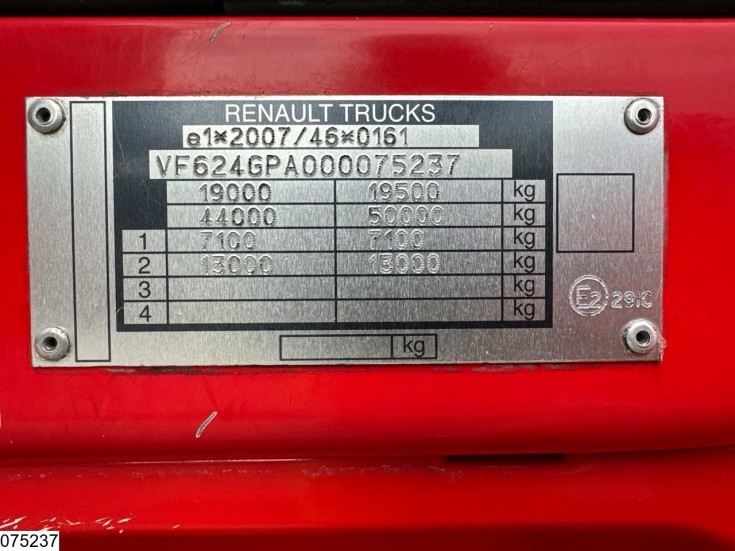 RENAULT TRUCKS
e1*2007/46*0161
VF624GPA000075237
19000 19500 kg
44000 50000 kg
1 7100 7100 kg
2 13000 13000 kg
3 kg
4 kg
kg
E2 291C
075237